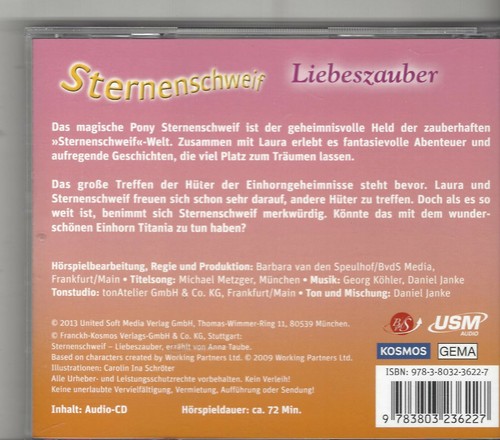 Sternenschweif Liebeszauber
Das magische Pony Sternenschweif ist der geheimnisvolle Held der zauberhaften
»Sternenschweif«-Welt. Zusammen mit Laura erlebt es fantasievolle Abenteuer und
aufregende Geschichten, die viel Platz zum Träumen lassen.
Das große Treffen der Hüter der Einhorngeheimnisse steht bevor. Laura und
Sternenschweif freuen sich schon sehr darauf, andere Hüter zu treffen. Doch als es so
weit ist, benimmt sich Sternenschweif merkwürdig. Könnte das mit dem wunder-
schönen Einhorn Titania zu tun haben?
Hörspielbearbeitung, Regie und Produktion: Barbara van den Speulhof/BvdS Media,
Frankfurt/Main • Titelsong: Michael Metzger, München • Musik: Georg Köhler, Daniel Janke
Tonstudio: tonAtelier GmbH & Co. KG, Frankfurt/Main • Ton und Mischung: Daniel Janke
© 2013 United Soft Media Verlag GmbH, Thomas-Wimmer-Ring 11, 80539 München.
© Franckh-Kosmos Verlags-GmbH & Co. KG, Stuttgart:
Sternenschweif – Liebeszauber, erzählt von Anna Taube.
Based on characters created by Working Partners Ltd. © 2009 Working Partners Ltd.
Illustrationen: Carolin Ina Schröter
Alle Urheber- und Leistungsschutzrechte vorbehalten. Kein Verleih!
Keine unerlaubte Vervielfältigung, Vermietung, Aufführung oder Sendung!
Inhalt: Audio-CD Hörspieldauer: ca. 72 Min.
BvdS
USM
AUDIO
KOSMOS GEMA
ISBN: 978-3-8032-3622-7
9 783803 236227